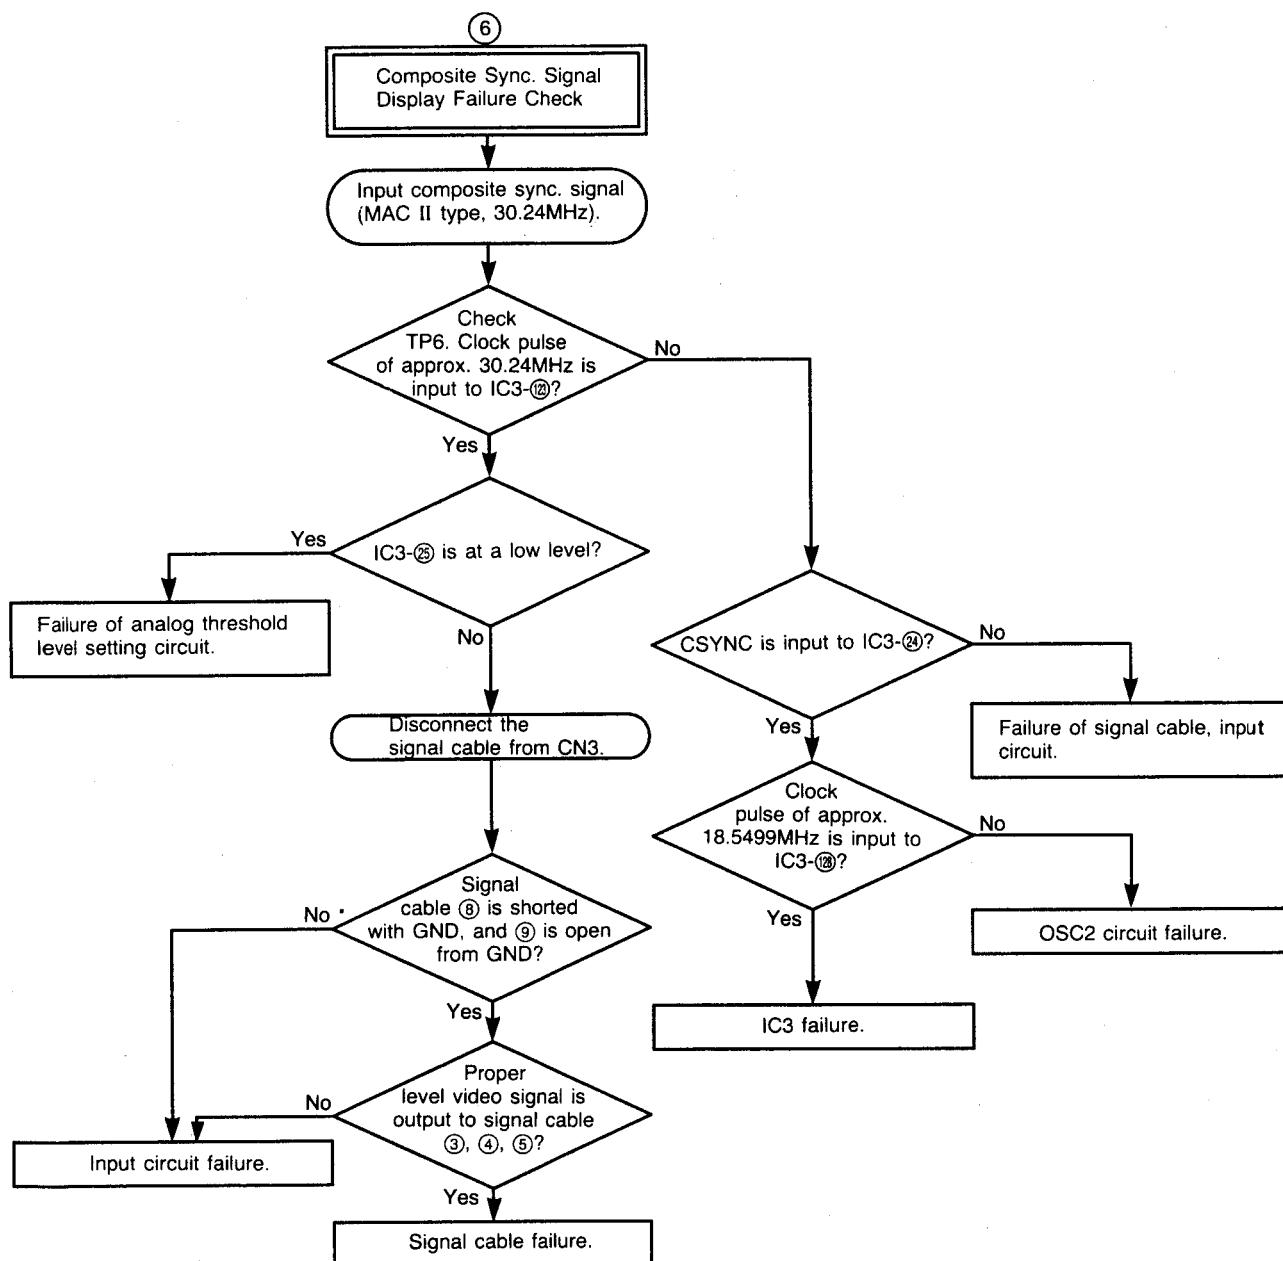 ⑥
Composite Sync. Signal
Display Failure Check
Input composite sync. signal
(MAC II type, 30.24MHz).
Check
TP6. Clock pulse
of approx. 30.24MHz is
input to IC3-(123)?
No
Yes
IC3-㉕ is at a low level?
Yes
No
Failure of analog threshold
level setting circuit.
CSYNC is input to IC3-㉔?
No
Yes
Failure of signal cable, input
circuit.
Disconnect the
signal cable from CN3.
Clock
pulse of approx.
18.5499MHz is input to
IC3-(128)?
No
Yes
OSC2 circuit failure.
IC3 failure.
Signal
cable ⑧ is shorted
with GND, and ⑨ is open
from GND?
No
Yes
Proper
level video signal is
output to signal cable
③, ④, ⑤?
No
Yes
Input circuit failure.
Signal cable failure.